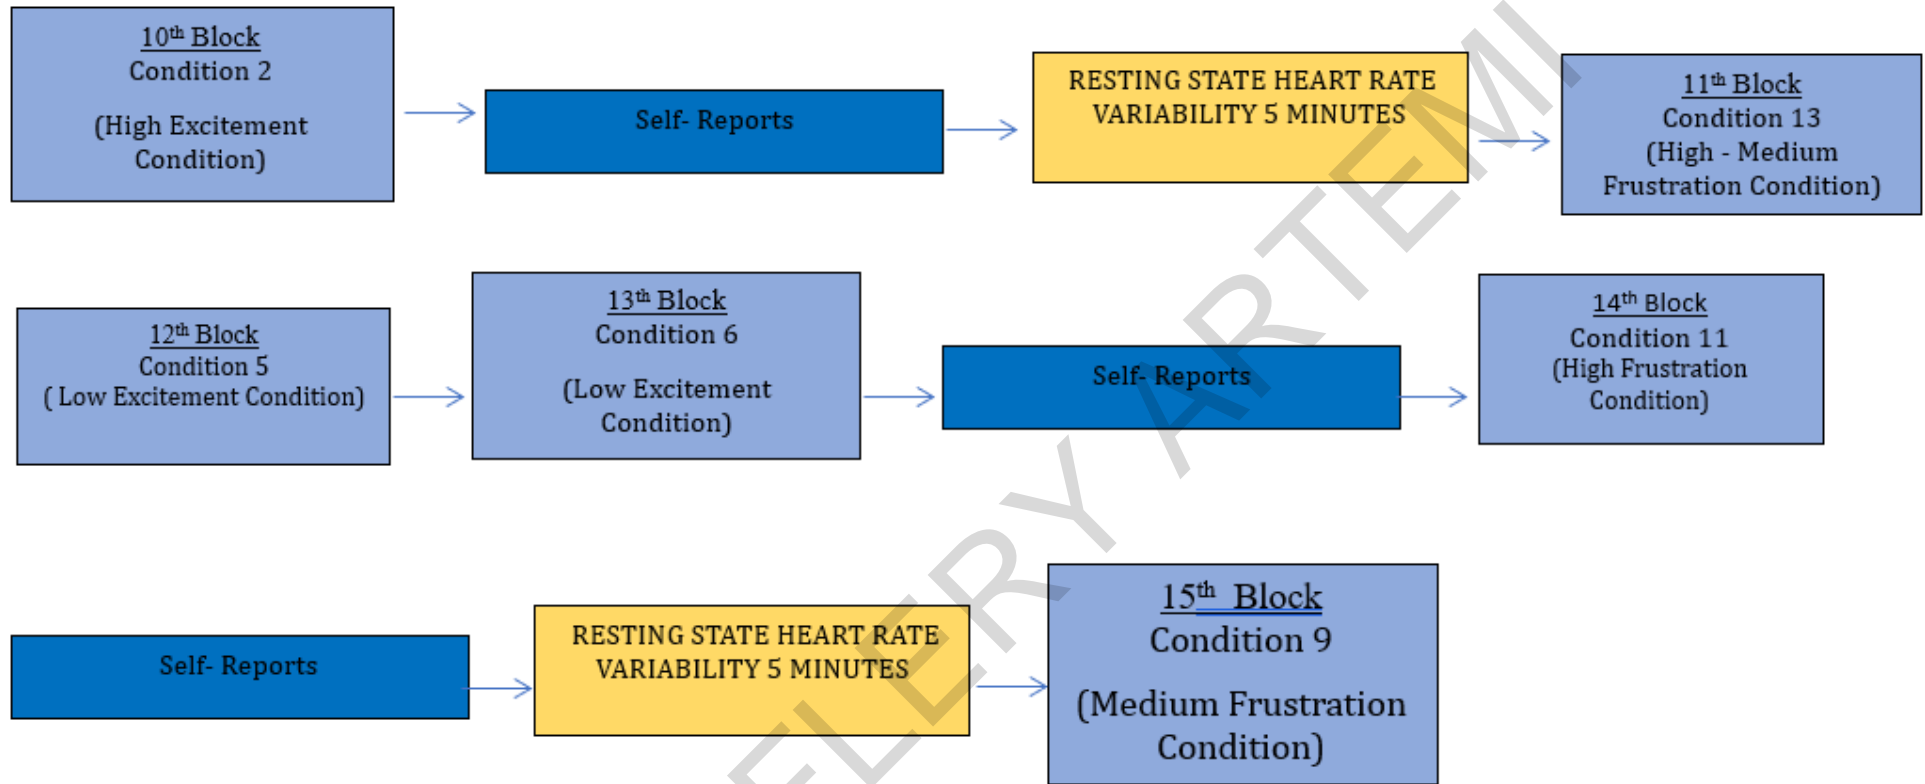 10th Block
Condition 2
(High Excitement
Condition)
Self- Reports
RESTING STATE HEART RATE
VARIABILITY 5 MINUTES
11th Block
Condition 13
(High - Medium
Frustration Condition)
12th Block
Condition 5
( Low Excitement Condition)
13th Block
Condition 6
(Low Excitement
Condition)
Self- Reports
14th Block
Condition 11
(High Frustration
Condition)
Self- Reports
RESTING STATE HEART RATE
VARIABILITY 5 MINUTES
15th Block
Condition 9
(Medium Frustration
Condition)
ELERY ARTEMI